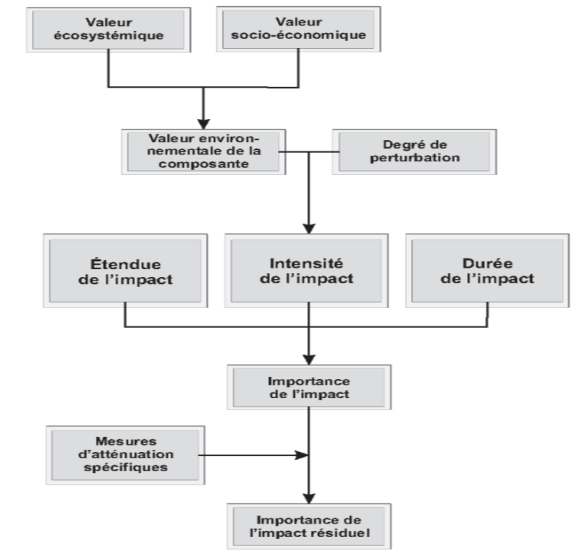 Valeur
écosystémique
Valeur
socio-économique
Valeur environ-
nementale de la
composante
Degré de
perturbation
Étendue
de l'impact
Intensité
de l'impact
Durée
de l'impact
Importance
de l'impact
Mesures
d'atténuation
spécifiques
Importance de
l'impact résiduel